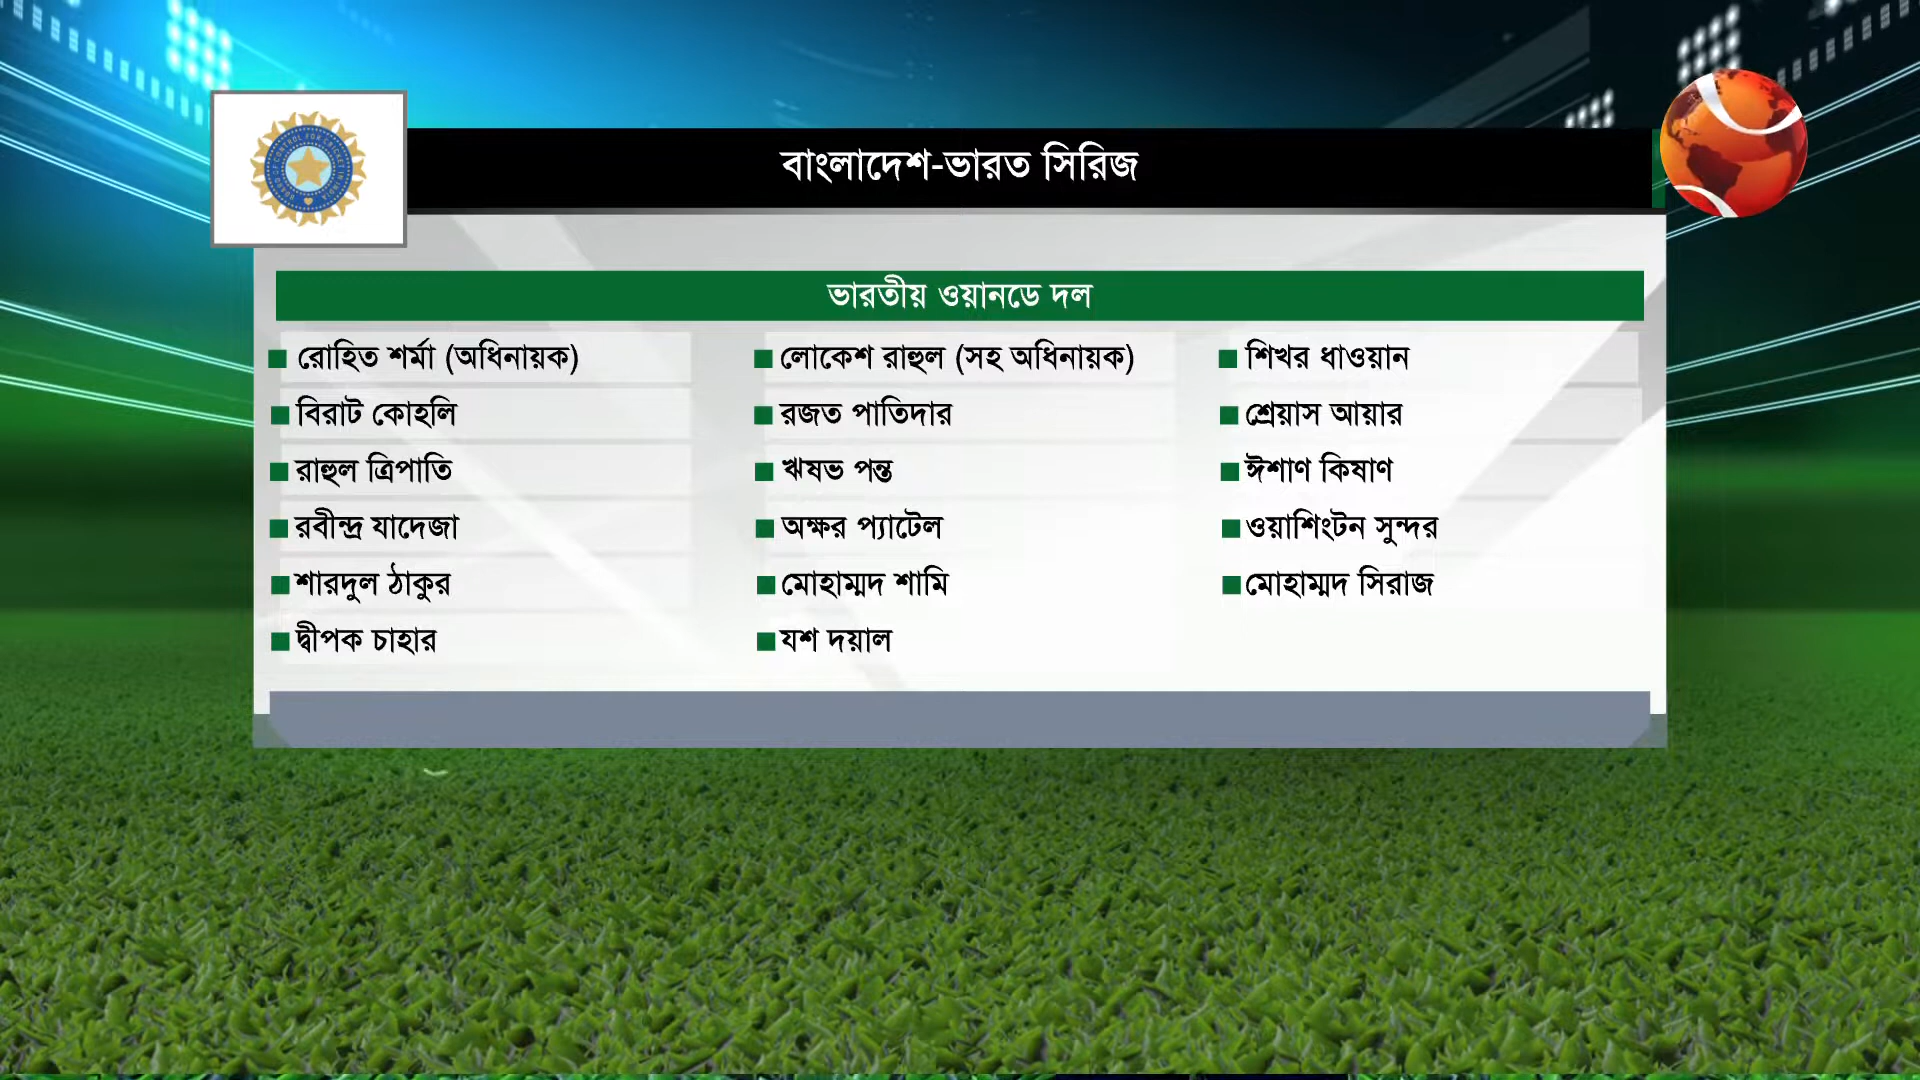 বাংলাদেশ-ভারত সিরিজ
ভারতীয় ওয়ানডে দল
রোহিত শর্মা (অধিনায়ক) লোকেশ রাহুল (সহ অধিনায়ক) শিখর ধাওয়ান
বিরাট কোহলি রজত পাতিদার শ্রেয়াস আয়ার
রাহুল ত্রিপাতি ঋষভ পন্ত ঈশাণ কিষাণ
রবীন্দ্র যাদেজা অক্ষর প্যাটেল ওয়াশিংটন সুন্দর
শারদুল ঠাকুর মোহাম্মদ শামি মোহাম্মদ সিরাজ
দ্বীপক চাহার যশ দয়াল